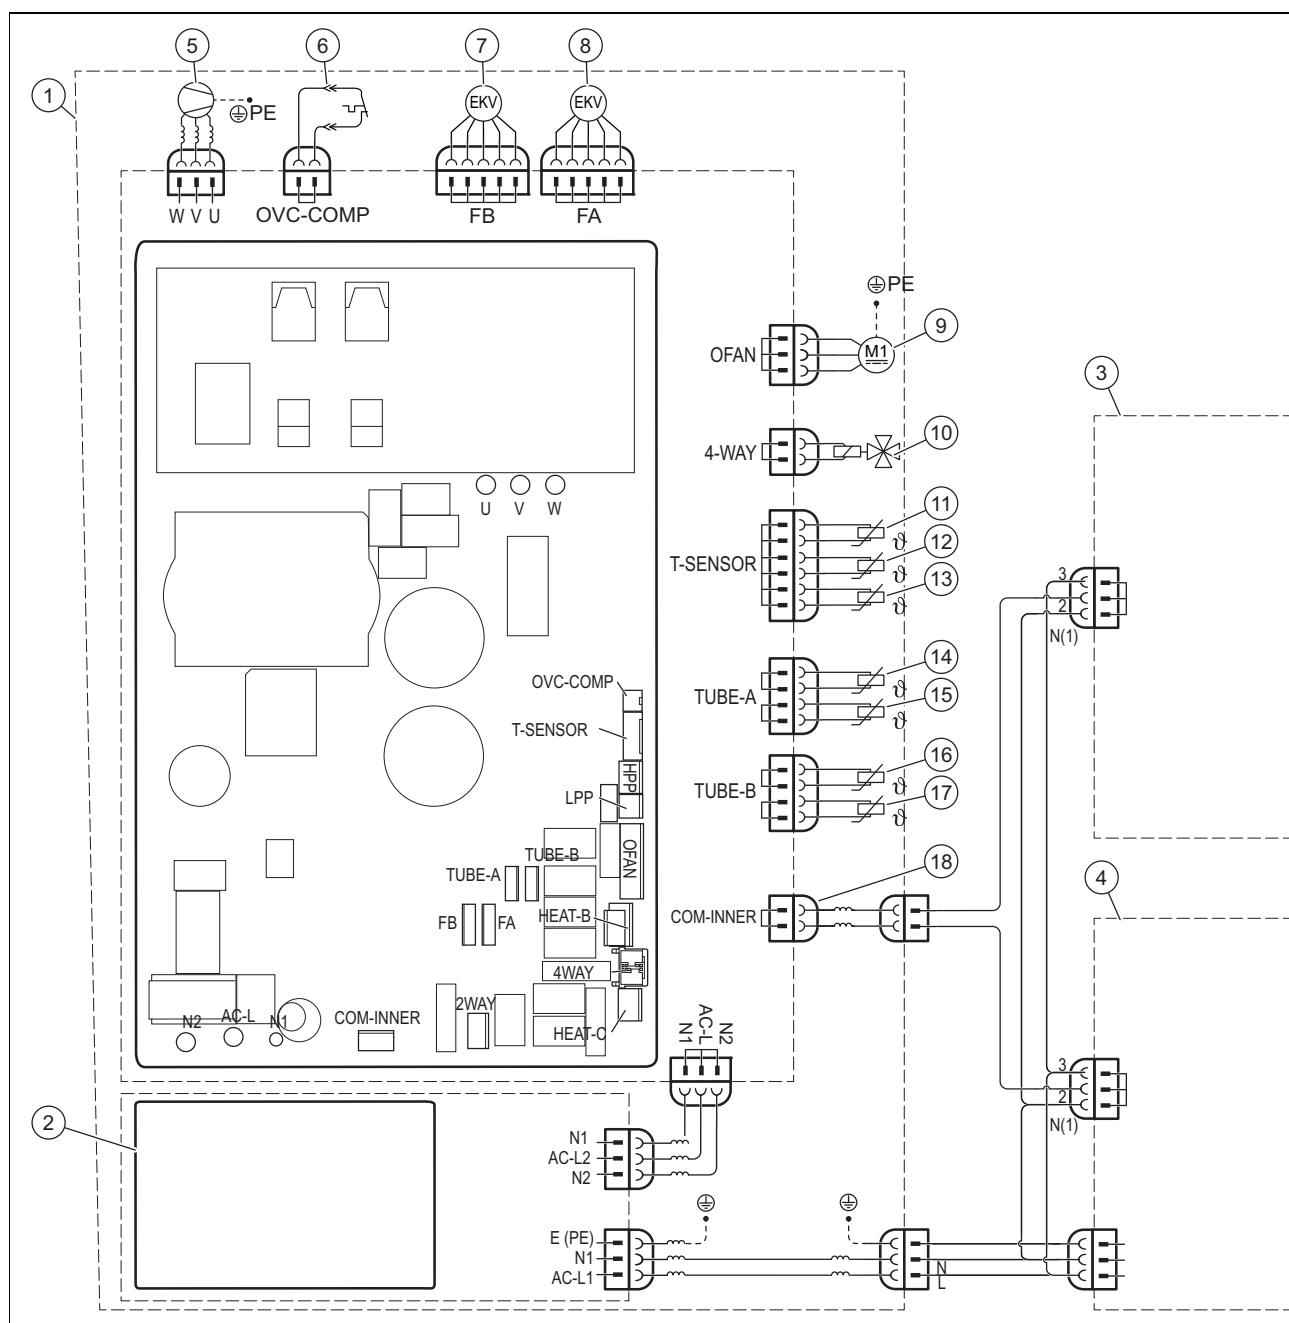 5
6
7
8
1
PE
EKV
EKV
W V U
OVC-COMP
FB
FA
PE
9
OFAN
M1
3
10
4-WAY
U
V
W
11
T-SENSOR
12
13
3
2
N(1)
14
TUBE-A
15
OVC-COMP
T-SENSOR
HPP
LPP
16
TUBE-B
17
OFAN
TUBE-B
TUBE-A
18
4
FB
FA
HEAT-B
COM-INNER
4WAY
2WAY
N2
AC-L
N1
COM-INNER
HEAT-C
N1
AC-L
N2
3
2
N(1)
2
N1
AC-L2
N2
E (PE)
N1
AC-L1
N
L